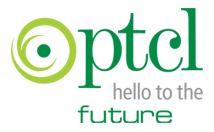 ptcl
hello to the
future